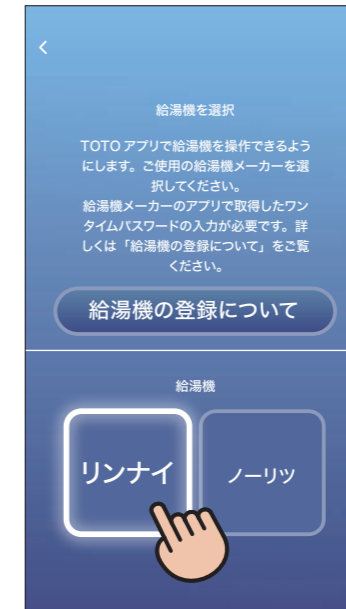 給湯機を選択
TOTOアプリで給湯機を操作できるよう
にします。ご使用の給湯機メーカーを選
択してください。
給湯機メーカーのアプリで取得したワン
タイムパスワードの入力が必要です。詳
しくは「給湯機の登録について」をご覧
ください。
給湯機の登録について
給湯機
リンナイ
ノーリツ